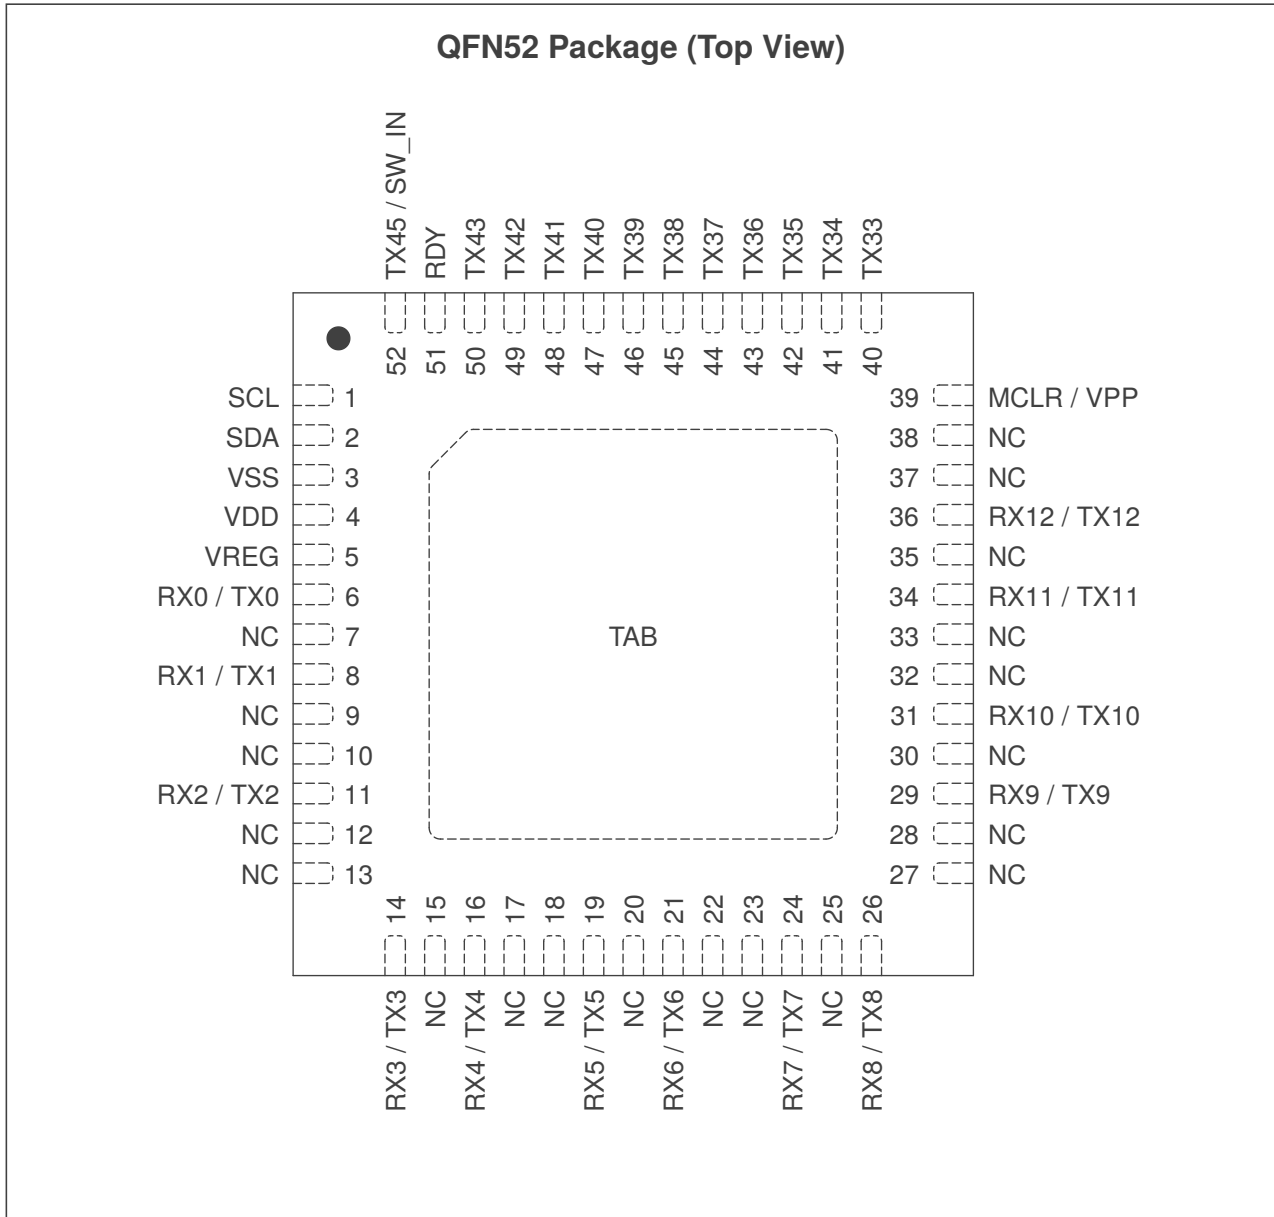 QFN52 Package (Top View)
TX45 / SW_IN
RDY
TX43
TX42
TX41
TX40
TX39
TX38
TX37
TX36
TX35
TX34
TX33
52
51
50
49
48
47
46
45
44
43
42
41
40
SCL 1
SDA 2
VSS 3
VDD 4
VREG 5
RX0 / TX0 6
NC 7
RX1 / TX1 8
NC 9
NC 10
RX2 / TX2 11
NC 12
NC 13
TAB
39 MCLR / VPP
38 NC
37 NC
36 RX12 / TX12
35 NC
34 RX11 / TX11
33 NC
32 NC
31 RX10 / TX10
30 NC
29 RX9 / TX9
28 NC
27 NC
14
15
16
17
18
19
20
21
22
23
24
25
26
RX3 / TX3
NC
RX4 / TX4
NC
NC
RX5 / TX5
NC
RX6 / TX6
NC
NC
RX7 / TX7
NC
RX8 / TX8